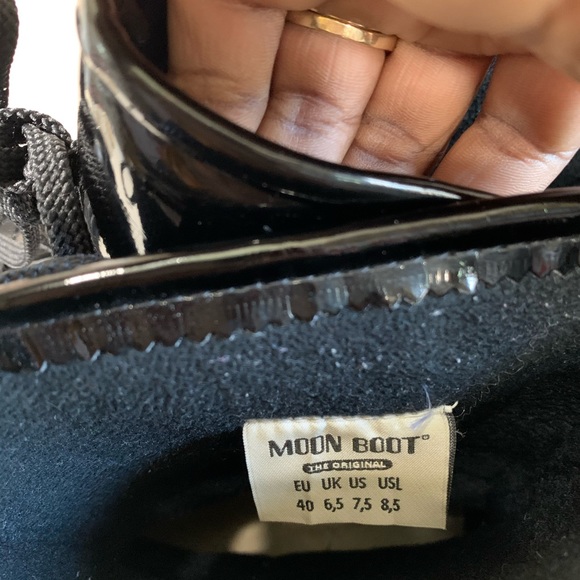 MOON BOOT®
THE ORIGINAL
EU UK US USL
40 6,5 7,5 8,5